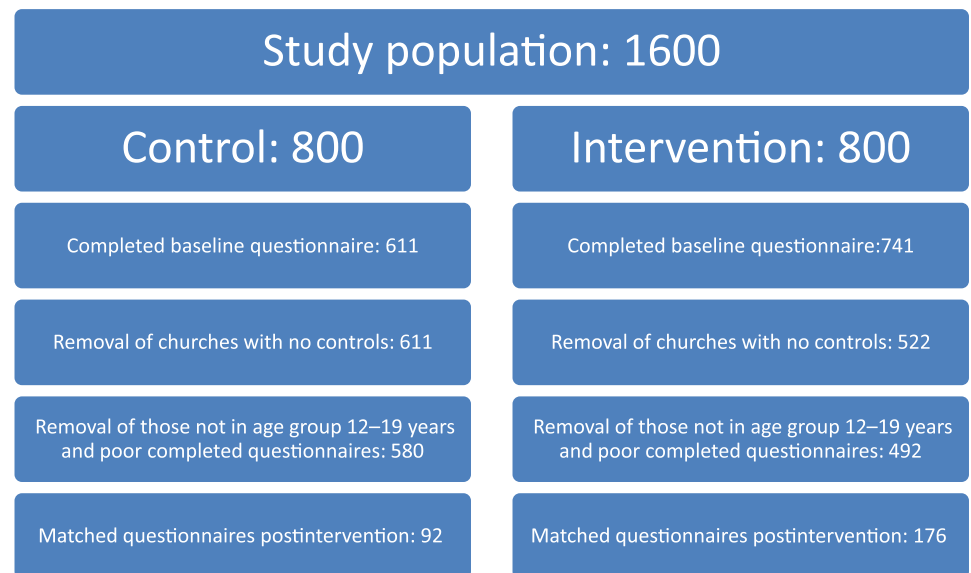 Study population: 1600
Control: 800
Intervention: 800
Completed baseline questionnaire: 611
Completed baseline questionnaire:741
Removal of churches with no controls: 611
Removal of churches with no controls: 522
Removal of those not in age group 12–19 years
and poor completed questionnaires: 580
Removal of those not in age group 12–19 years
and poor completed questionnaires: 492
Matched questionnaires postintervention: 92
Matched questionnaires postintervention: 176